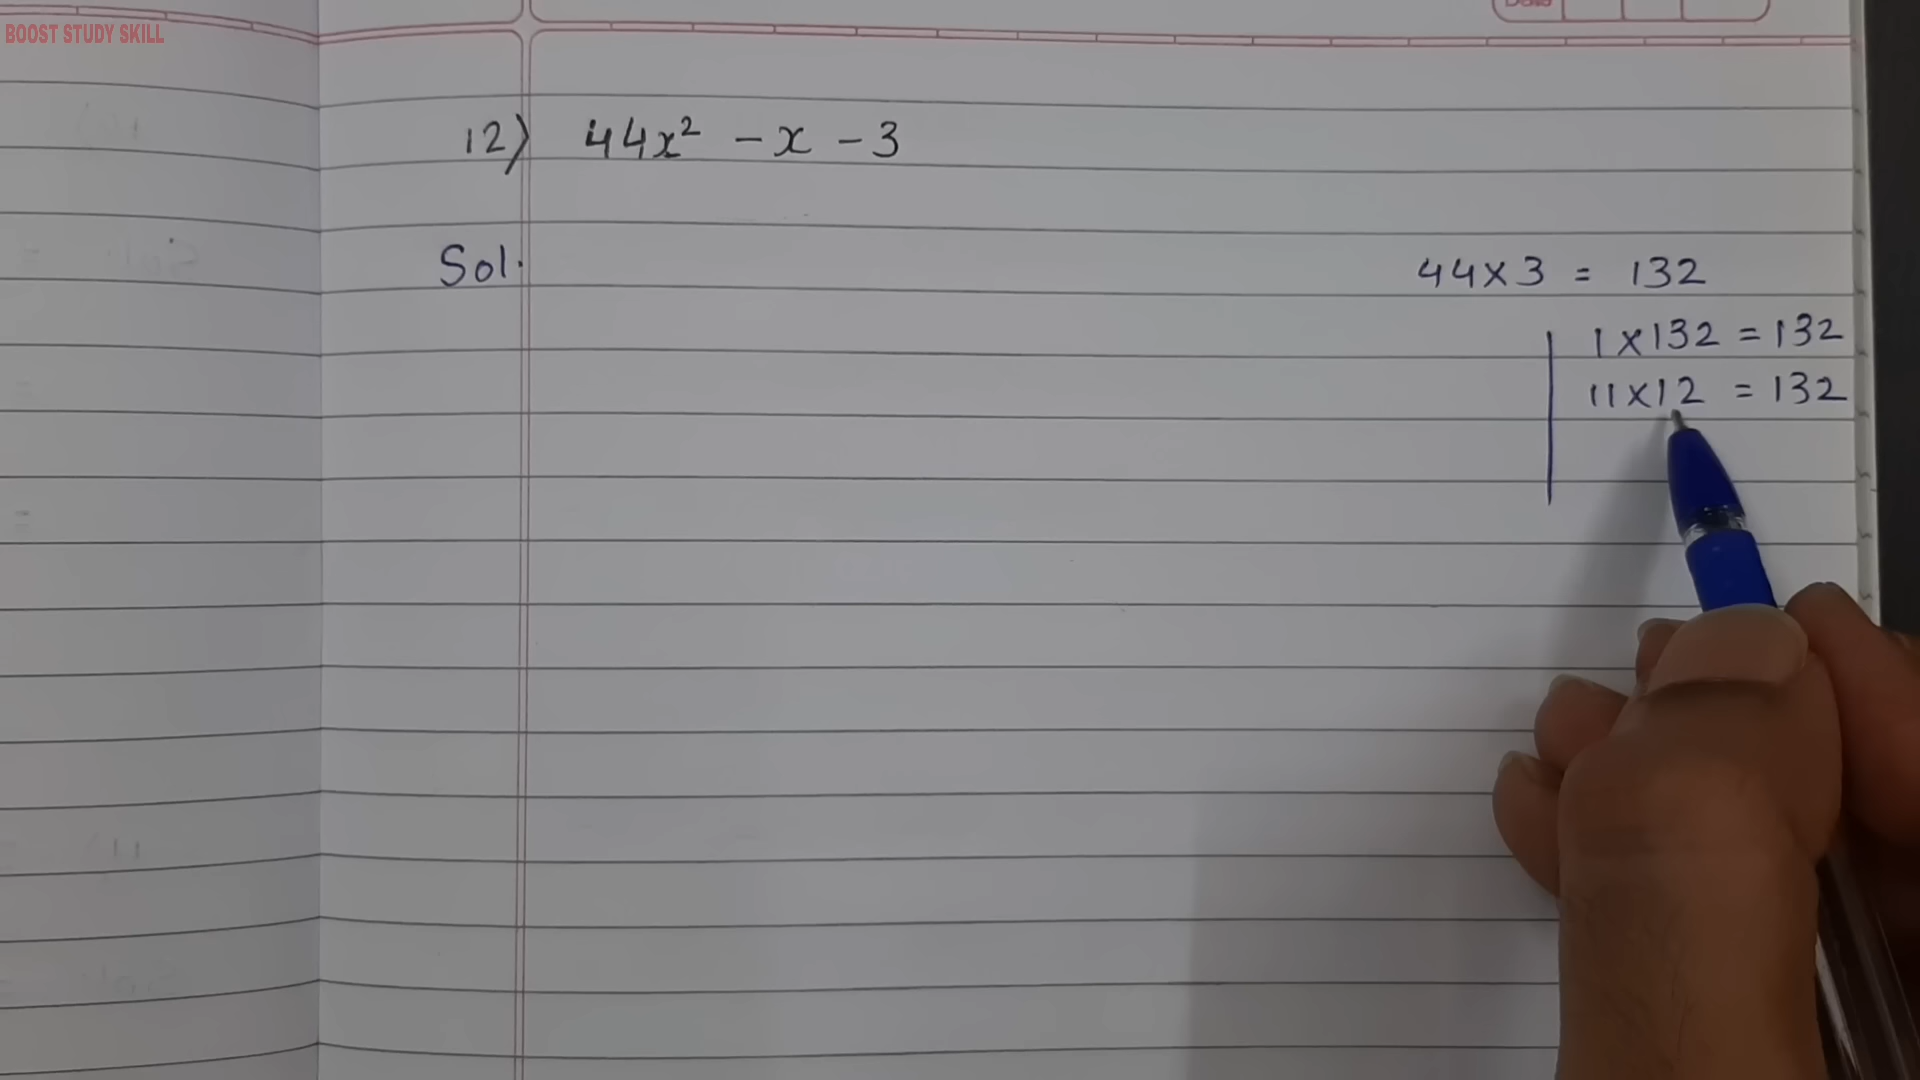 BOOST STUDY SKILL
12) 44x² - x - 3
Sol.
44x3 = 132
1x132 = 132
11x12 = 132